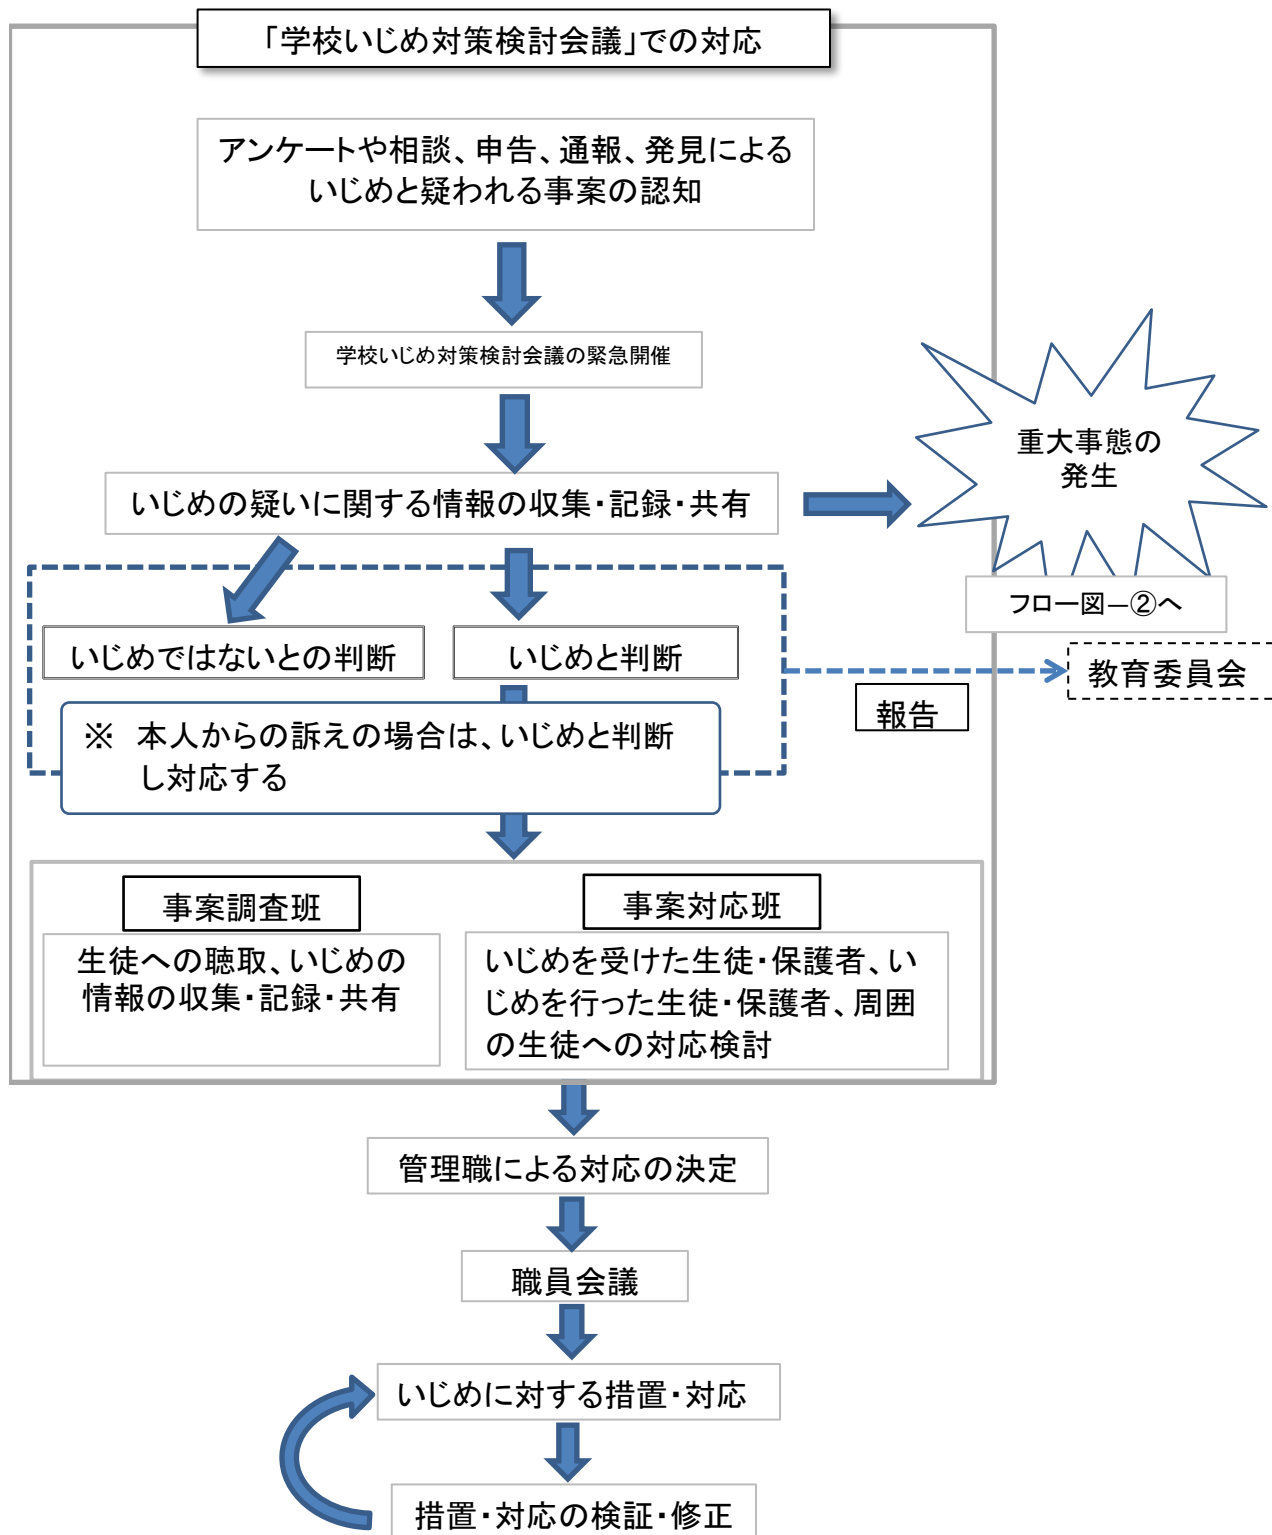 「学校いじめ対策検討会議」での対応
アンケートや相談、申告、通報、発見による
いじめと疑われる事案の認知
学校いじめ対策検討会議の緊急開催
重大事態の
発生
いじめの疑いに関する情報の収集・記録・共有
フロー図―②へ
いじめではないとの判断
いじめと判断
教育委員会
報告
※　本人からの訴えの場合は、いじめと判断
し対応する
事案調査班
生徒への聴取、いじめの
情報の収集・記録・共有
事案対応班
いじめを受けた生徒・保護者、い
じめを行った生徒・保護者、周囲
の生徒への対応検討
管理職による対応の決定
職員会議
いじめに対する措置・対応
措置・対応の検証・修正